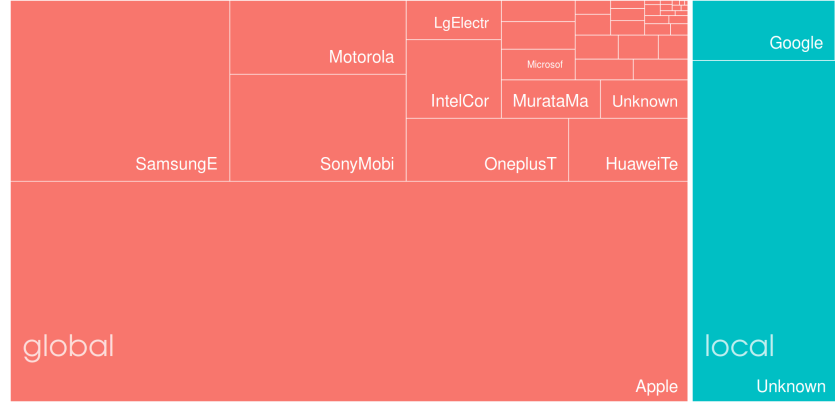 LgElectr
Motorola
Google
Microsof
IntelCor
MurataMa
Unknown
SamsungE
SonyMobi
OneplusT
HuaweiTe
global
local
Apple
Unknown